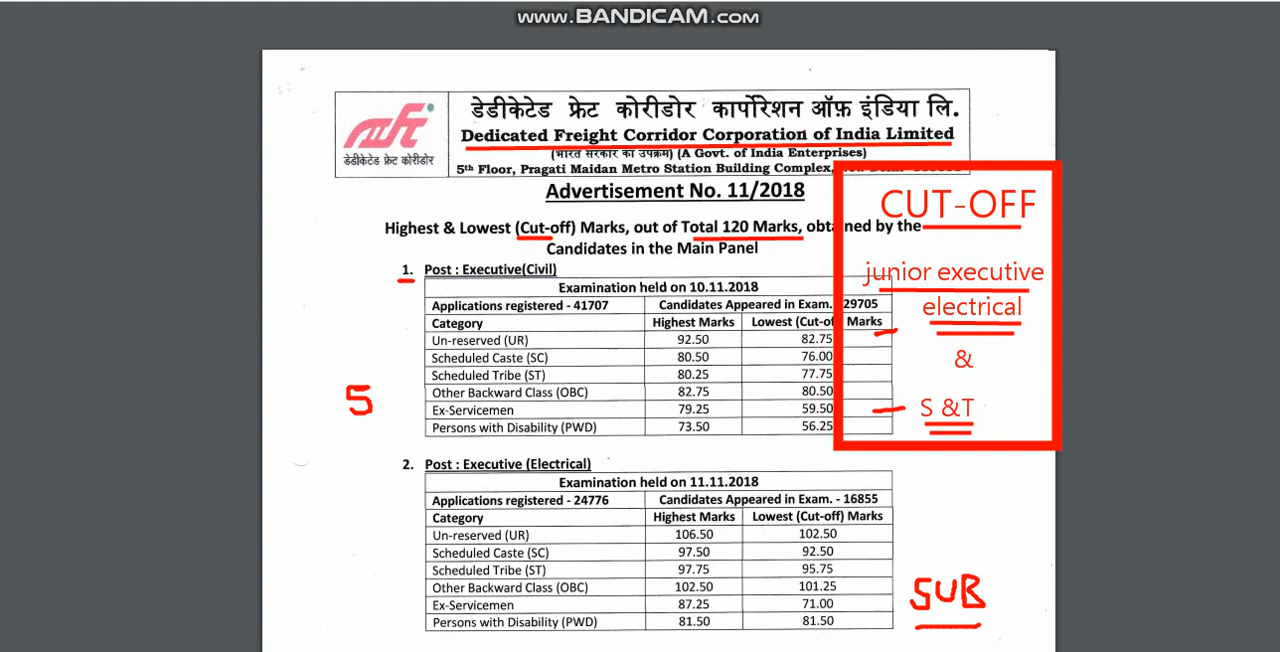 www.BANDICAM.com
डेडीकेटेड फ्रेट कोरीडोर कार्पोरेशन ऑफ़ इंडिया लि.
Dedicated Freight Corridor Corporation of India Limited
डेडीकेटेड फ्रेट कोरीडोर
(भारत सरकार का उपक्रम) (A Govt. of India Enterprises)
5th Floor, Pragati Maidan Metro Station Building Complex,
Advertisement No. 11/2018
CUT-OFF
Highest & Lowest (Cut-off) Marks, out of Total 120 Marks, obtained by the
Candidates in the Main Panel
junior executive
electrical
&
S &T
1. Post : Executive(Civil)
Examination held on 10.11.2018
Applications registered - 41707 Candidates Appeared in Exam. 29705
Category Highest Marks Lowest (Cut-off Marks
Un-reserved (UR) 92.50 82.75
Scheduled Caste (SC) 80.50 76.00
Scheduled Tribe (ST) 80.25 77.75
Other Backward Class (OBC) 82.75 80.50
Ex-Servicemen 79.25 59.50
Persons with Disability (PWD) 73.50 56.25
5
2. Post : Executive (Electrical)
Examination held on 11.11.2018
Applications registered - 24776 Candidates Appeared in Exam. - 16855
Category Highest Marks Lowest (Cut-off) Marks
Un-reserved (UR) 106.50 102.50
Scheduled Caste (SC) 97.50 92.50
Scheduled Tribe (ST) 97.75 95.75
Other Backward Class (OBC) 102.50 101.25
Ex-Servicemen 87.25 71.00
Persons with Disability (PWD) 81.50 81.50
SUB